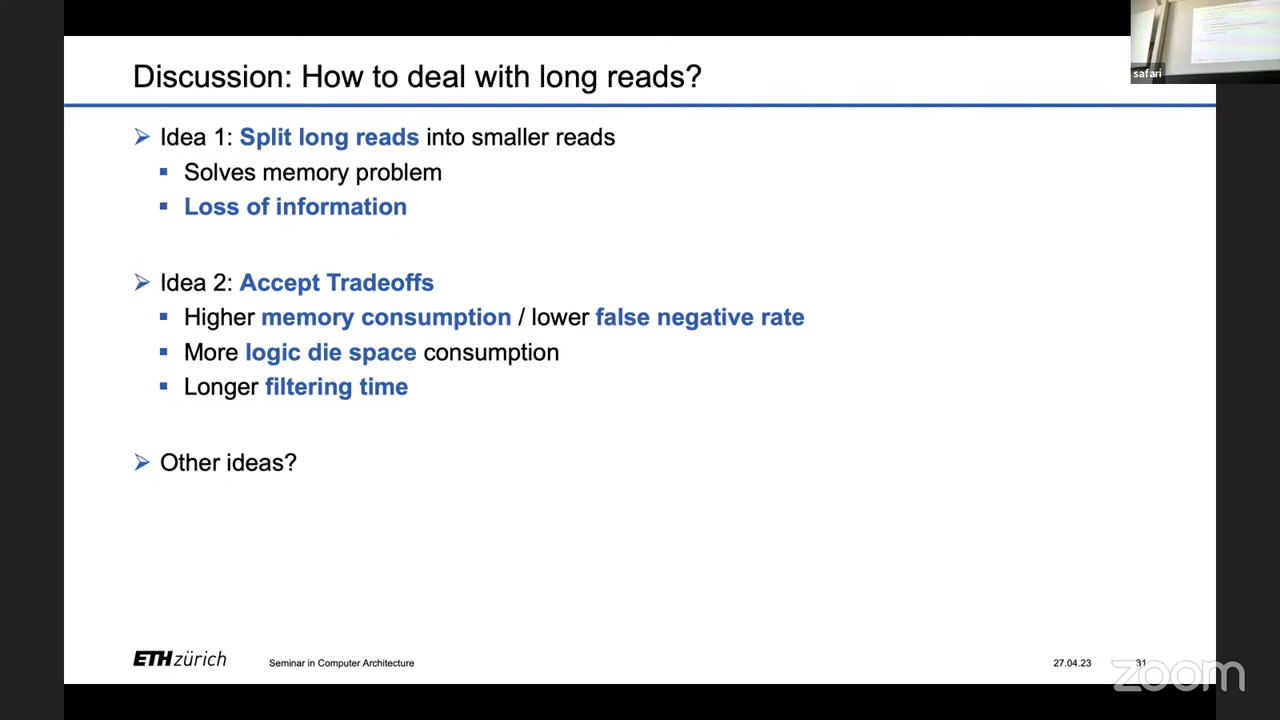 safari
Discussion: How to deal with long reads?
Idea 1: Split long reads into smaller reads
Solves memory problem
Loss of information
Idea 2: Accept Tradeoffs
Higher memory consumption / lower false negative rate
More logic die space consumption
Longer filtering time
Other ideas?
ETH zürich
Seminar in Computer Architecture
27.04.23
31
zoom